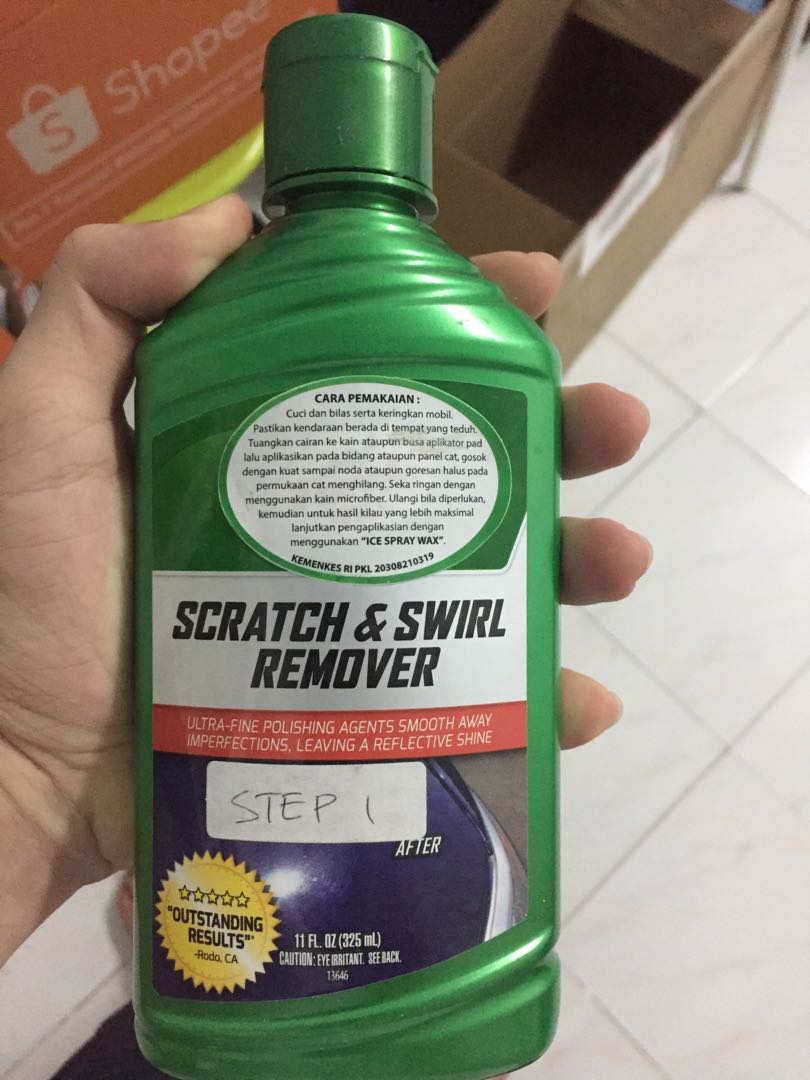 Shopee
CARA PEMAKAIAN :
Cuci dan bilas serta keringkan mobil.
Pastikan kendaraan berada di tempat yang teduh.
Tuangkan cairan ke kain ataupun busa aplikator pad
lalu aplikasikan pada bidang ataupun panel cat, gosok
dengan kuat sampai noda ataupun goresan halus pada
permukaan cat menghilang. Seka ringan dengan
menggunakan kain microfiber. Ulangi bila diperlukan,
kemudian untuk hasil kilau yang lebih maksimal
lanjutkan pengaplikasian dengan
menggunakan "ICE SPRAY WAX".
KEMENKES RI PKL 20308210319
SCRATCH & SWIRL
REMOVER
ULTRA-FINE POLISHING AGENTS SMOOTH AWAY
IMPERFECTIONS, LEAVING A REFLECTIVE SHINE
STEP 1
AFTER
"OUTSTANDING
RESULTS"*
-Rodo, CA
11 FL. OZ (325 mL)
CAUTION: EYE IRRITANT. SEE BACK.
13646